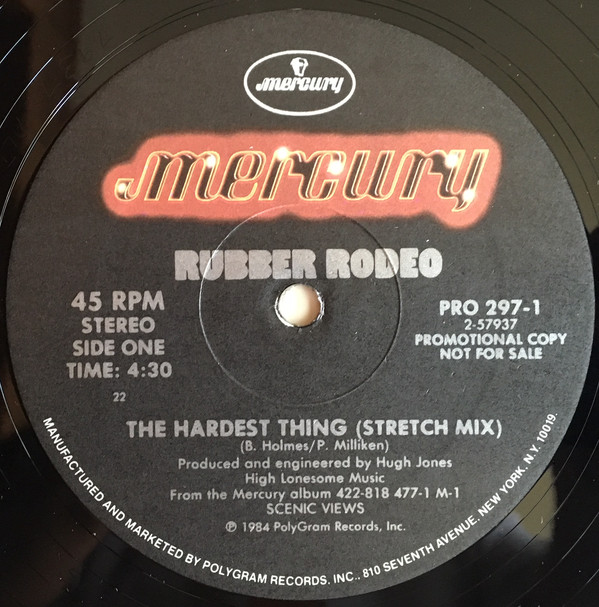 mercury
mercury
RUBBER RODEO
45 RPM
STEREO
SIDE ONE
TIME: 4:30
22
PRO 297-1
2-57937
PROMOTIONAL COPY
NOT FOR SALE
THE HARDEST THING (STRETCH MIX)
(B. Holmes/P. Milliken)
Produced and engineered by Hugh Jones
High Lonesome Music
From the Mercury album 422-818 477-1 M-1
SCENIC VIEWS
℗ 1984 PolyGram Records, Inc.
MANUFACTURED AND MARKETED BY POLYGRAM RECORDS. INC.. 810 SEVENTH AVENUE. NEW YORK. N.Y. 10019.